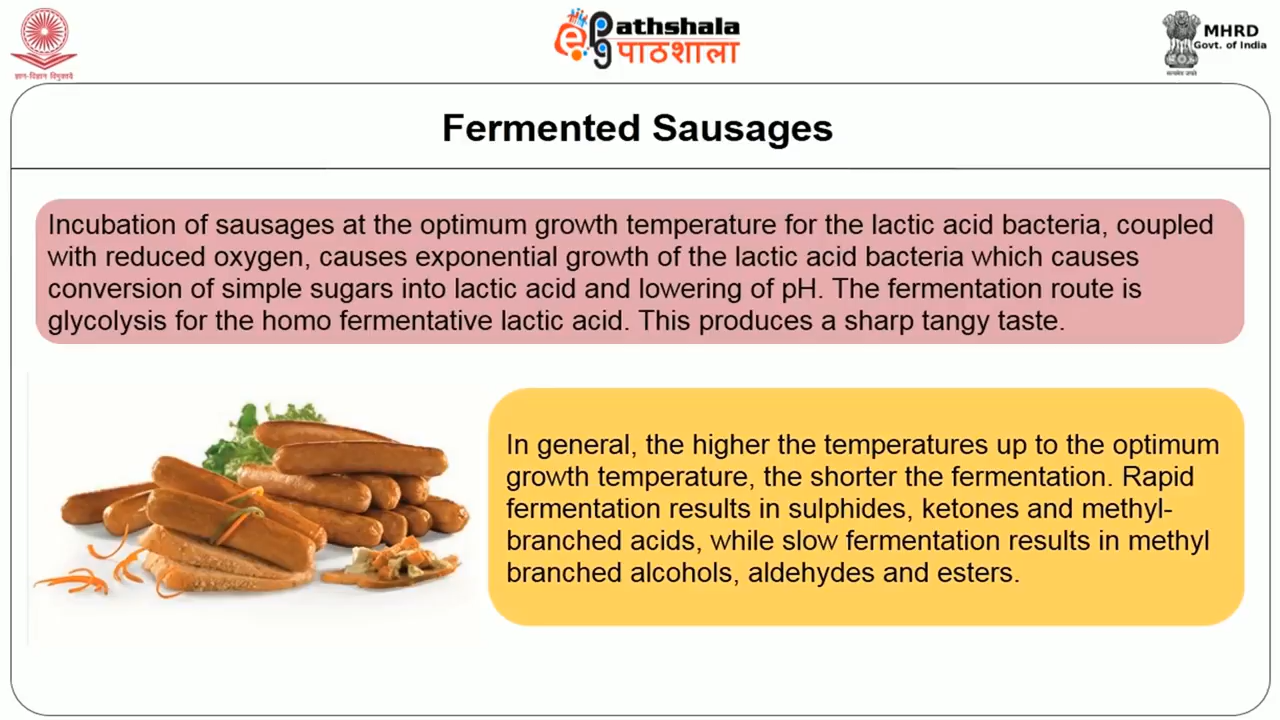 ज्ञान-विज्ञान विमुक्तये
ePathshala
पाठशाला
MHRD
Govt. of India
सत्यमेव जयते
Fermented Sausages
Incubation of sausages at the optimum growth temperature for the lactic acid bacteria, coupled
with reduced oxygen, causes exponential growth of the lactic acid bacteria which causes
conversion of simple sugars into lactic acid and lowering of pH. The fermentation route is
glycolysis for the homo fermentative lactic acid. This produces a sharp tangy taste.
In general, the higher the temperatures up to the optimum
growth temperature, the shorter the fermentation. Rapid
fermentation results in sulphides, ketones and methyl-
branched acids, while slow fermentation results in methyl
branched alcohols, aldehydes and esters.